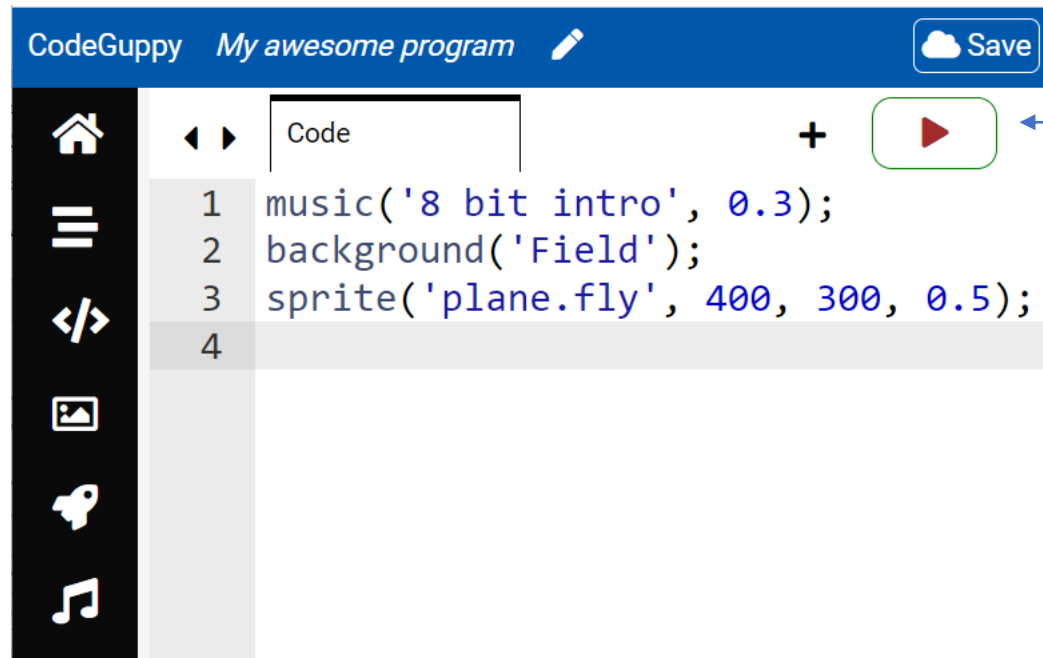 CodeGuppy My awesome program Save
Code
1 music('8 bit intro', 0.3);
2 background('Field');
3 sprite('plane.fly', 400, 300, 0.5);
4